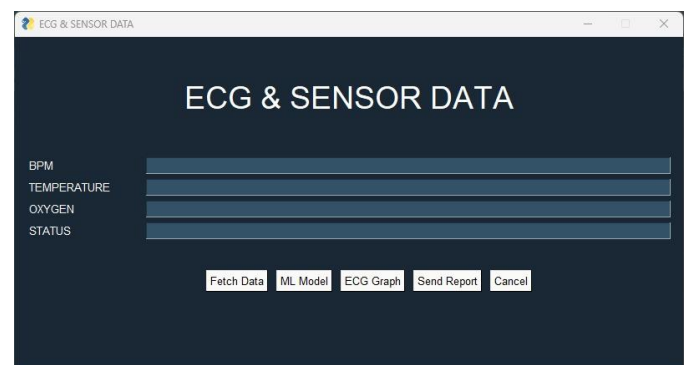 ECG & SENSOR DATA
ECG & SENSOR DATA
BPM
TEMPERATURE
OXYGEN
STATUS
Fetch Data ML Model ECG Graph Send Report Cancel